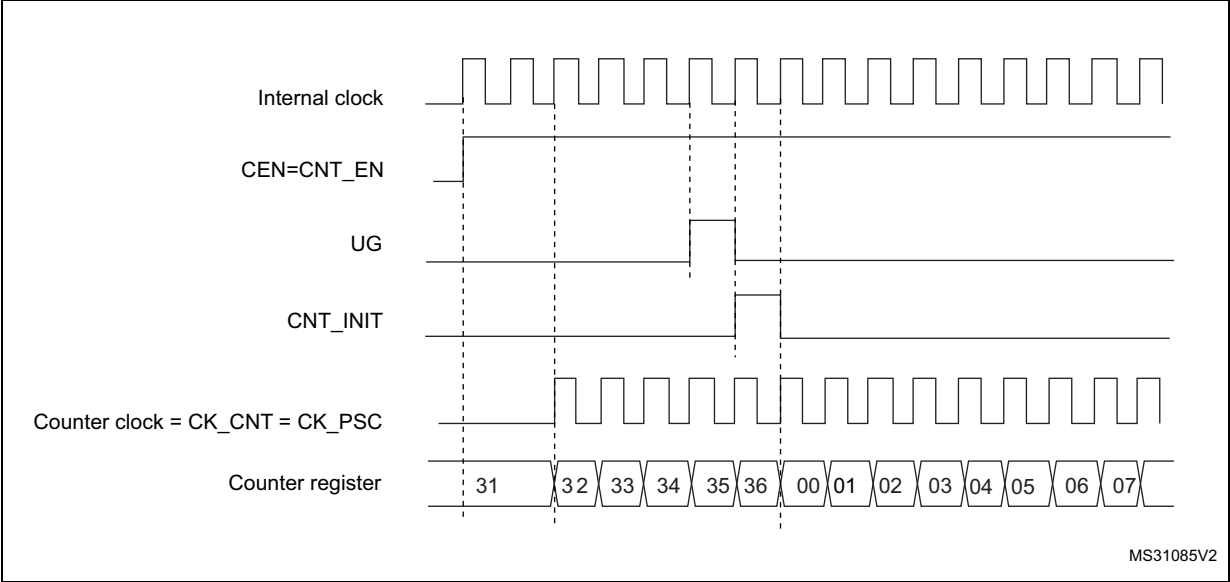 Internal clock
CEN=CNT_EN
UG
CNT_INIT
Counter clock = CK_CNT = CK_PSC
Counter register 31 32 33 34 35 36 00 01 02 03 04 05 06 07
MS31085V2